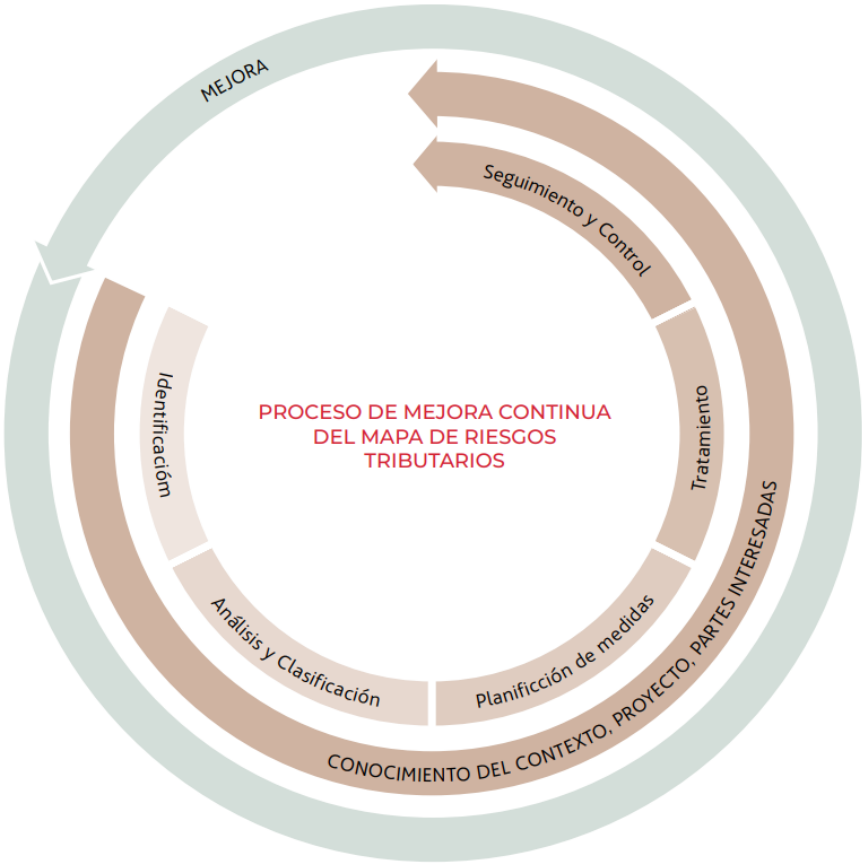 MEJORA
Seguimiento y Control
Tratamiento
Planificción de medidas
Análisis y Clasificación
Identificacióm
CONOCIMIENTO DEL CONTEXTO, PROYECTO, PARTES INTERESADAS
PROCESO DE MEJORA CONTINUA
DEL MAPA DE RIESGOS
TRIBUTARIOS